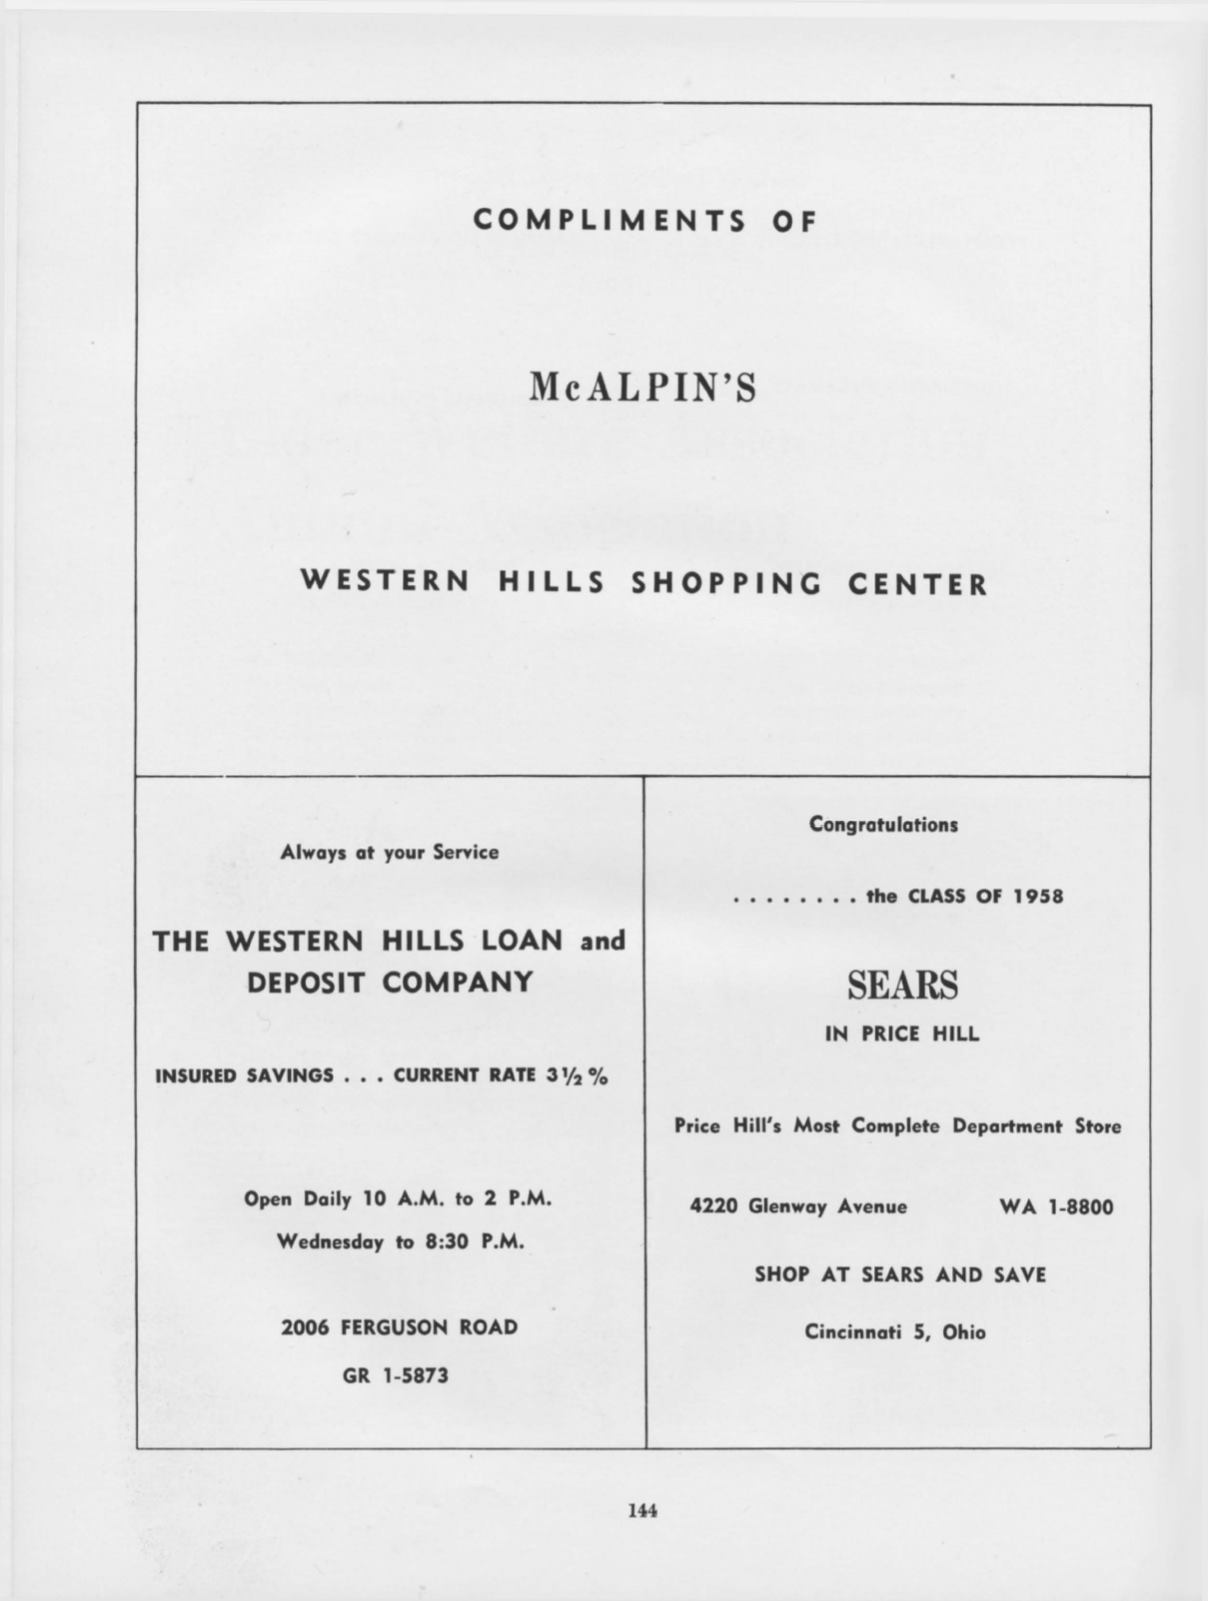 COMPLIMENTS OF
McALPIN'S
WESTERN HILLS SHOPPING CENTER
Always at your Service
THE WESTERN HILLS LOAN and
DEPOSIT COMPANY
INSURED SAVINGS . . . CURRENT RATE 3½%
Open Daily 10 A.M. to 2 P.M.
Wednesday to 8:30 P.M.
2006 FERGUSON ROAD
GR 1-5873
Congratulations
. . . . . . . . the CLASS OF 1958
SEARS
IN PRICE HILL
Price Hill's Most Complete Department Store
4220 Glenway Avenue WA 1-8800
SHOP AT SEARS AND SAVE
Cincinnati 5, Ohio
144